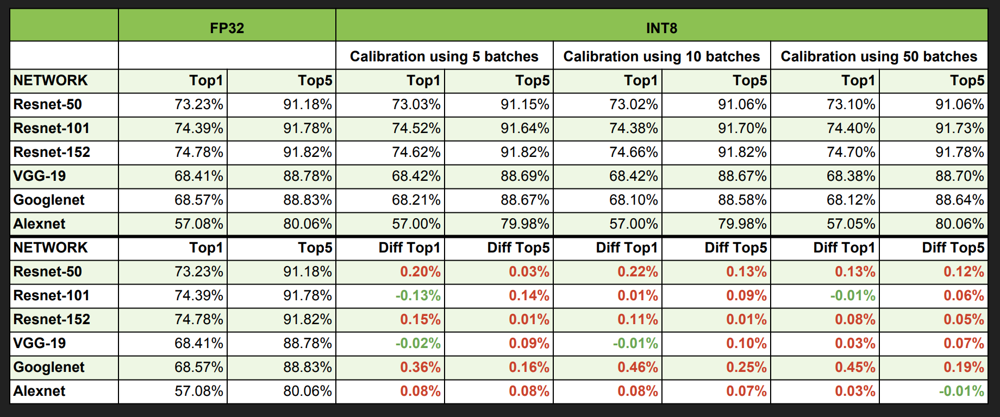 FP32 INT8
Calibration using 5 batches Calibration using 10 batches Calibration using 50 batches
NETWORK Top1 Top5 Top1 Top5 Top1 Top5 Top1 Top5
Resnet-50 73.23% 91.18% 73.03% 91.15% 73.02% 91.06% 73.10% 91.06%
Resnet-101 74.39% 91.78% 74.52% 91.64% 74.38% 91.70% 74.40% 91.73%
Resnet-152 74.78% 91.82% 74.62% 91.82% 74.66% 91.82% 74.70% 91.78%
VGG-19 68.41% 88.78% 68.42% 88.69% 68.42% 88.67% 68.38% 88.70%
Googlenet 68.57% 88.83% 68.21% 88.67% 68.10% 88.58% 68.12% 88.64%
Alexnet 57.08% 80.06% 57.00% 79.98% 57.00% 79.98% 57.05% 80.06%
NETWORK Top1 Top5 Diff Top1 Diff Top5 Diff Top1 Diff Top5 Diff Top1 Diff Top5
Resnet-50 73.23% 91.18% 0.20% 0.03% 0.22% 0.13% 0.13% 0.12%
Resnet-101 74.39% 91.78% -0.13% 0.14% 0.01% 0.09% -0.01% 0.06%
Resnet-152 74.78% 91.82% 0.15% 0.01% 0.11% 0.01% 0.08% 0.05%
VGG-19 68.41% 88.78% -0.02% 0.09% -0.01% 0.10% 0.03% 0.07%
Googlenet 68.57% 88.83% 0.36% 0.16% 0.46% 0.25% 0.45% 0.19%
Alexnet 57.08% 80.06% 0.08% 0.08% 0.08% 0.07% 0.03% -0.01%